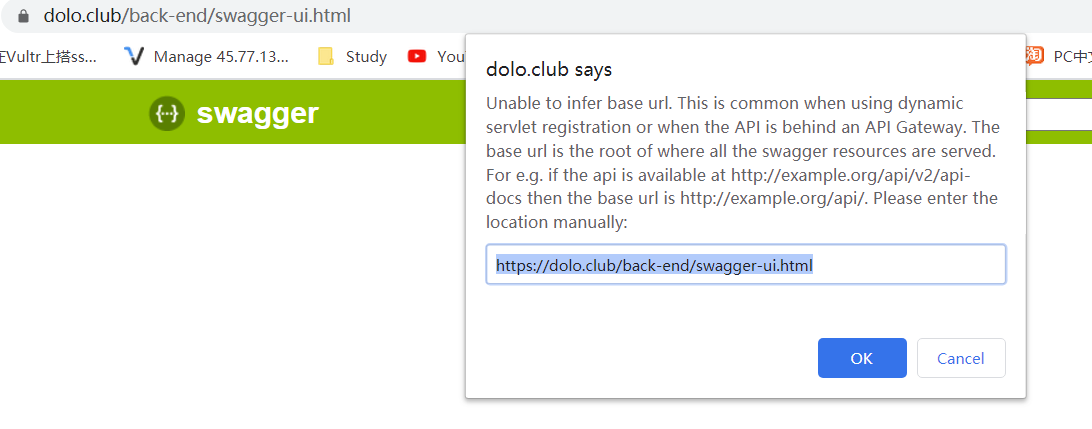 dolo.club/back-end/swagger-ui.html
在Vultr上搭ss... Manage 45.77.13... Study You 淘 PC中文
swagger
dolo.club says
Unable to infer base url. This is common when using dynamic
servlet registration or when the API is behind an API Gateway. The
base url is the root of where all the swagger resources are served.
For e.g. if the api is available at http://example.org/api/v2/api-
docs then the base url is http://example.org/api/. Please enter the
location manually:
https://dolo.club/back-end/swagger-ui.html
OK Cancel